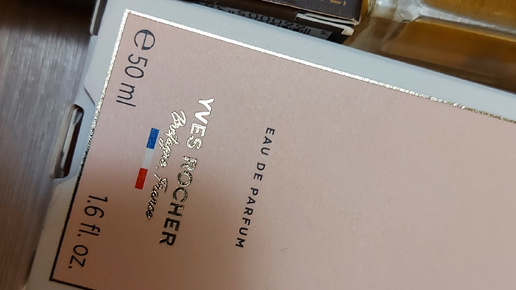 EAU DE PARFUM
YVES ROCHER
Bretagne, France
℮ 50 ml
1.6 fl. oz.